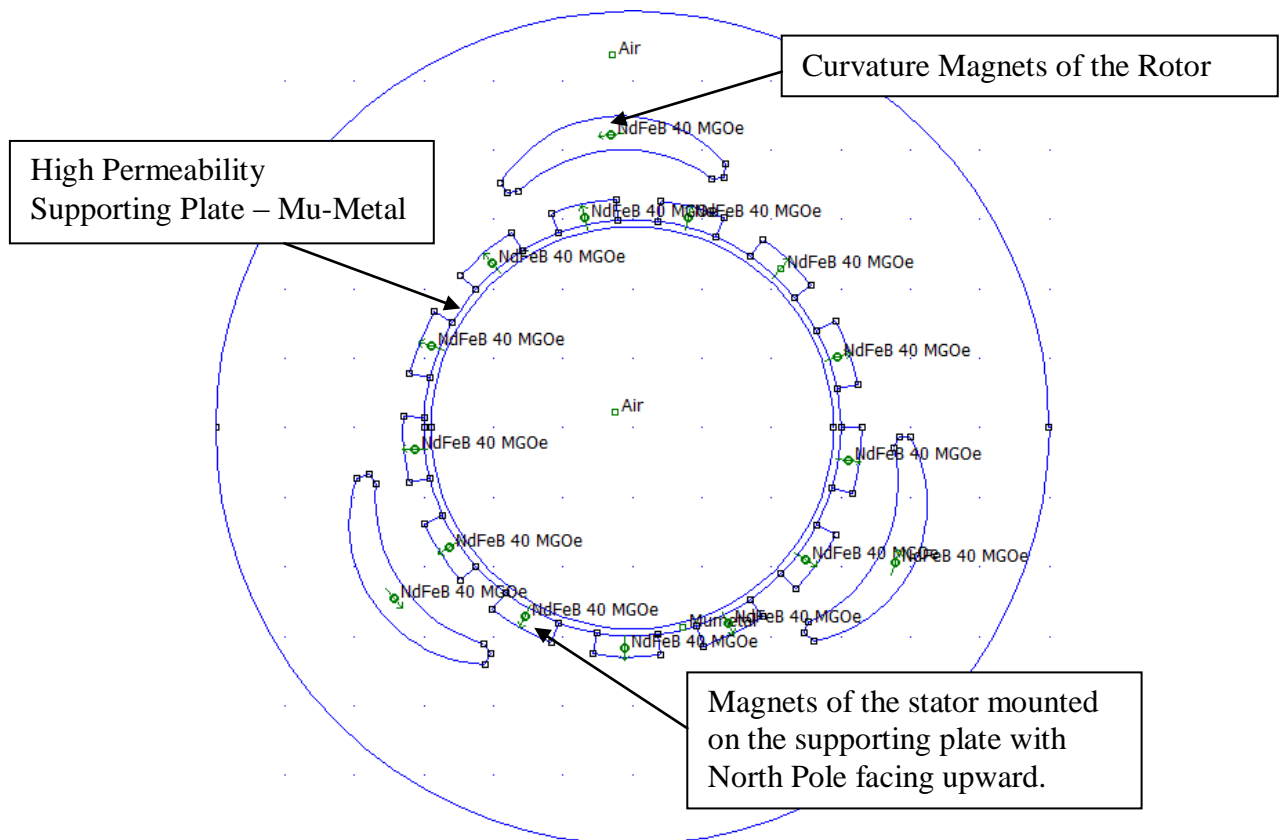 Air
Curvature Magnets of the Rotor
NdFeB 40 MGOe
High Permeability
Supporting Plate – Mu-Metal
NdFeB 40 MGOe
NdFeB 40 MGOe
NdFeB 40 MGOe
NdFeB 40 MGOe
NdFeB 40 MGOe
NdFeB 40 MGOe
Air
NdFeB 40 MGOe
NdFeB 40 MGOe
NdFeB 40 MGOe
NdFeB 40 MGOe
NdFeB 40 MGOe
NdFeB 40 MGOe
NdFeB 40 MGOe
Mumetal
NdFeB 40 MGOe
NdFeB 40 MGOe
Magnets of the stator mounted
on the supporting plate with
North Pole facing upward.